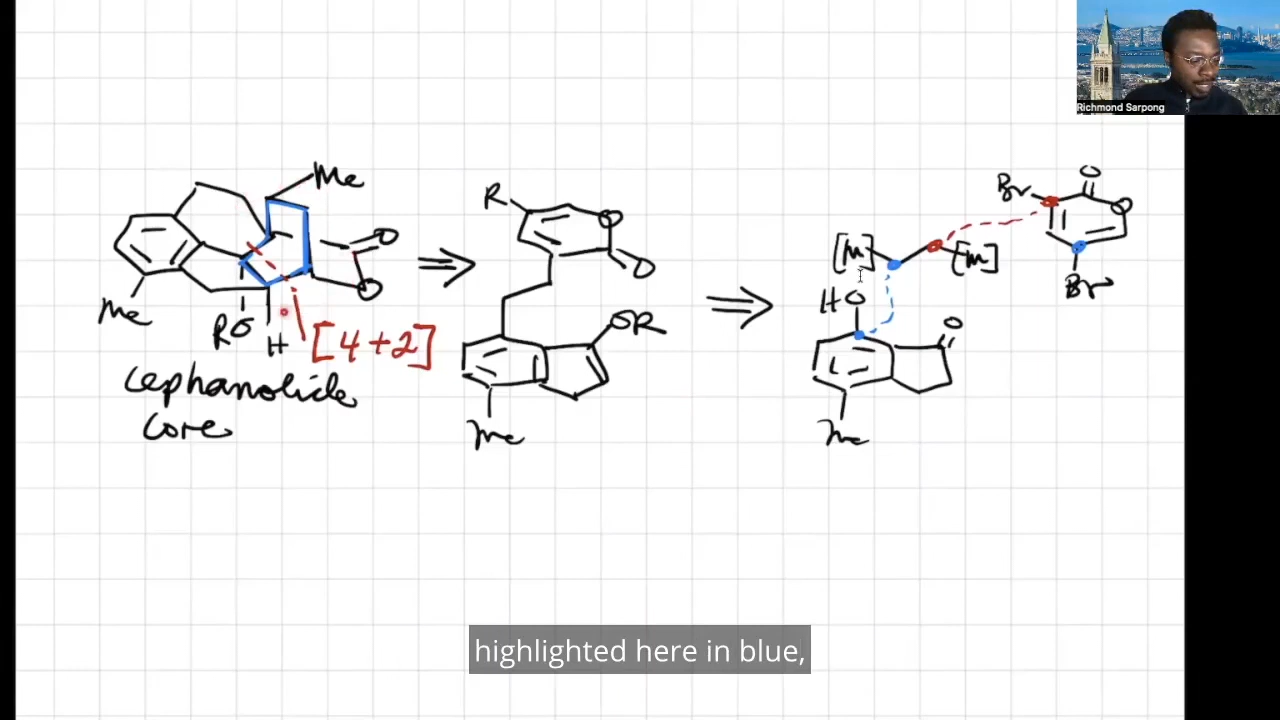 Richmond Sarpong
Me
O
O
Me
RO
H
[4+2]
cephanolide
core
R
O
O
OR
Me
[M]
[M]
HO
O
Me
Br
O
O
Br
highlighted here in blue,